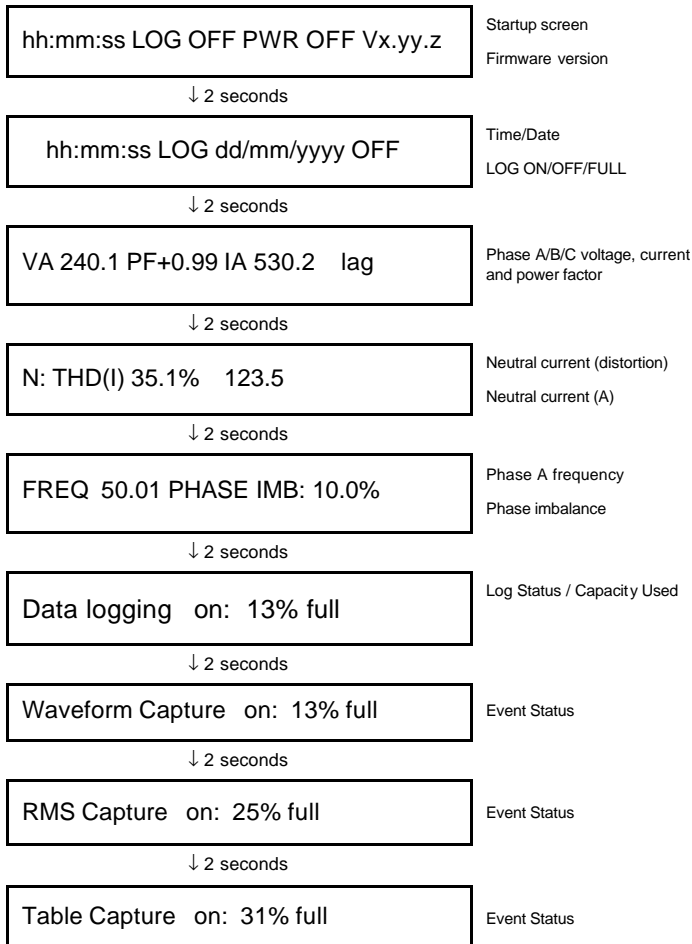 hh:mm:ss LOG OFF PWR OFF Vx.yy.z
Startup screen
Firmware version
↓ 2 seconds
hh:mm:ss LOG dd/mm/yyyy OFF
Time/Date
LOG ON/OFF/FULL
↓ 2 seconds
VA 240.1 PF+0.99 IA 530.2 lag
Phase A/B/C voltage, current
and power factor
↓ 2 seconds
N: THD(I) 35.1% 123.5
Neutral current (distortion)
Neutral current (A)
↓ 2 seconds
FREQ 50.01 PHASE IMB: 10.0%
Phase A frequency
Phase imbalance
↓ 2 seconds
Data logging on: 13% full
Log Status / Capacity Used
↓ 2 seconds
Waveform Capture on: 13% full
Event Status
↓ 2 seconds
RMS Capture on: 25% full
Event Status
↓ 2 seconds
Table Capture on: 31% full
Event Status